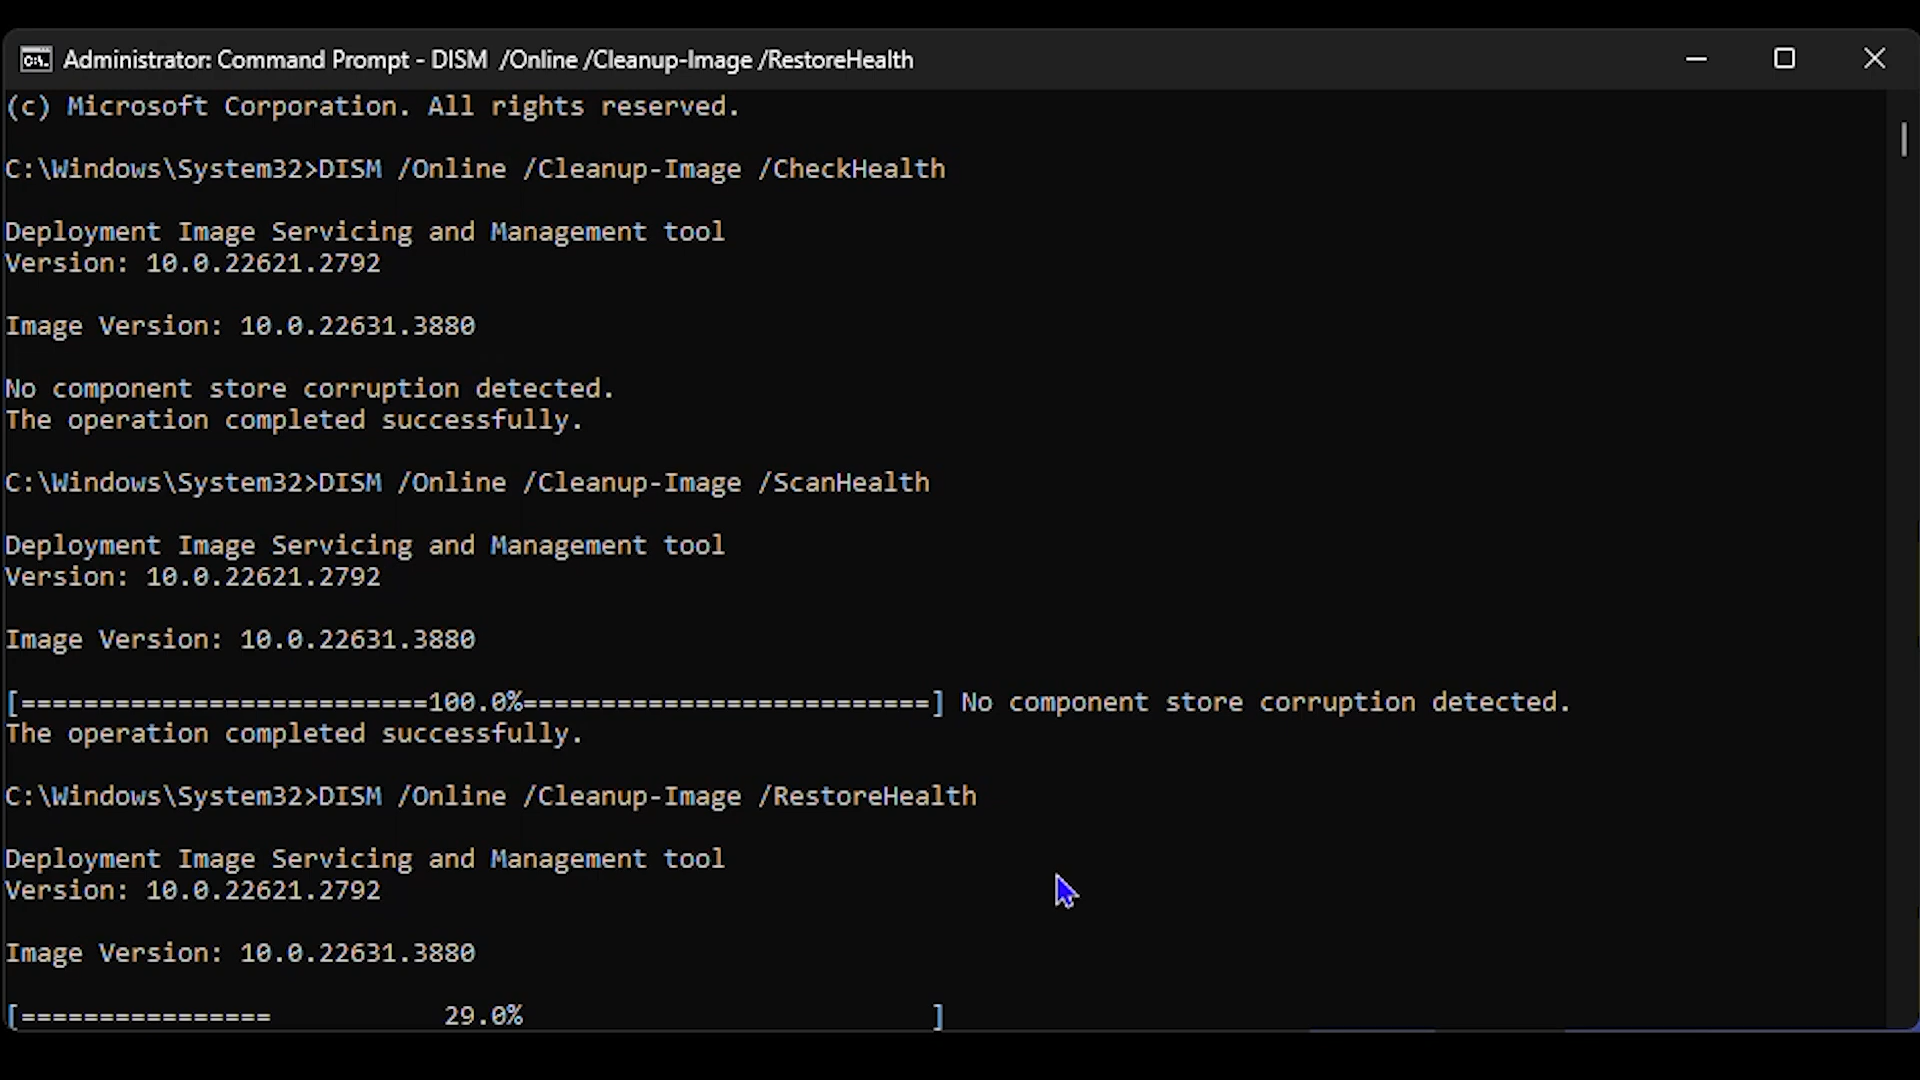 Administrator: Command Prompt - DISM  /Online /Cleanup-Image /RestoreHealth
(c) Microsoft Corporation. All rights reserved.
C:\Windows\System32>DISM /Online /Cleanup-Image /CheckHealth
Deployment Image Servicing and Management tool
Version: 10.0.22621.2792
Image Version: 10.0.22631.3880
No component store corruption detected.
The operation completed successfully.
C:\Windows\System32>DISM /Online /Cleanup-Image /ScanHealth
Deployment Image Servicing and Management tool
Version: 10.0.22621.2792
Image Version: 10.0.22631.3880
[==========================100.0%==========================] No component store corruption detected.
The operation completed successfully.
C:\Windows\System32>DISM /Online /Cleanup-Image /RestoreHealth
Deployment Image Servicing and Management tool
Version: 10.0.22621.2792
Image Version: 10.0.22631.3880
[================           29.0%                          ]